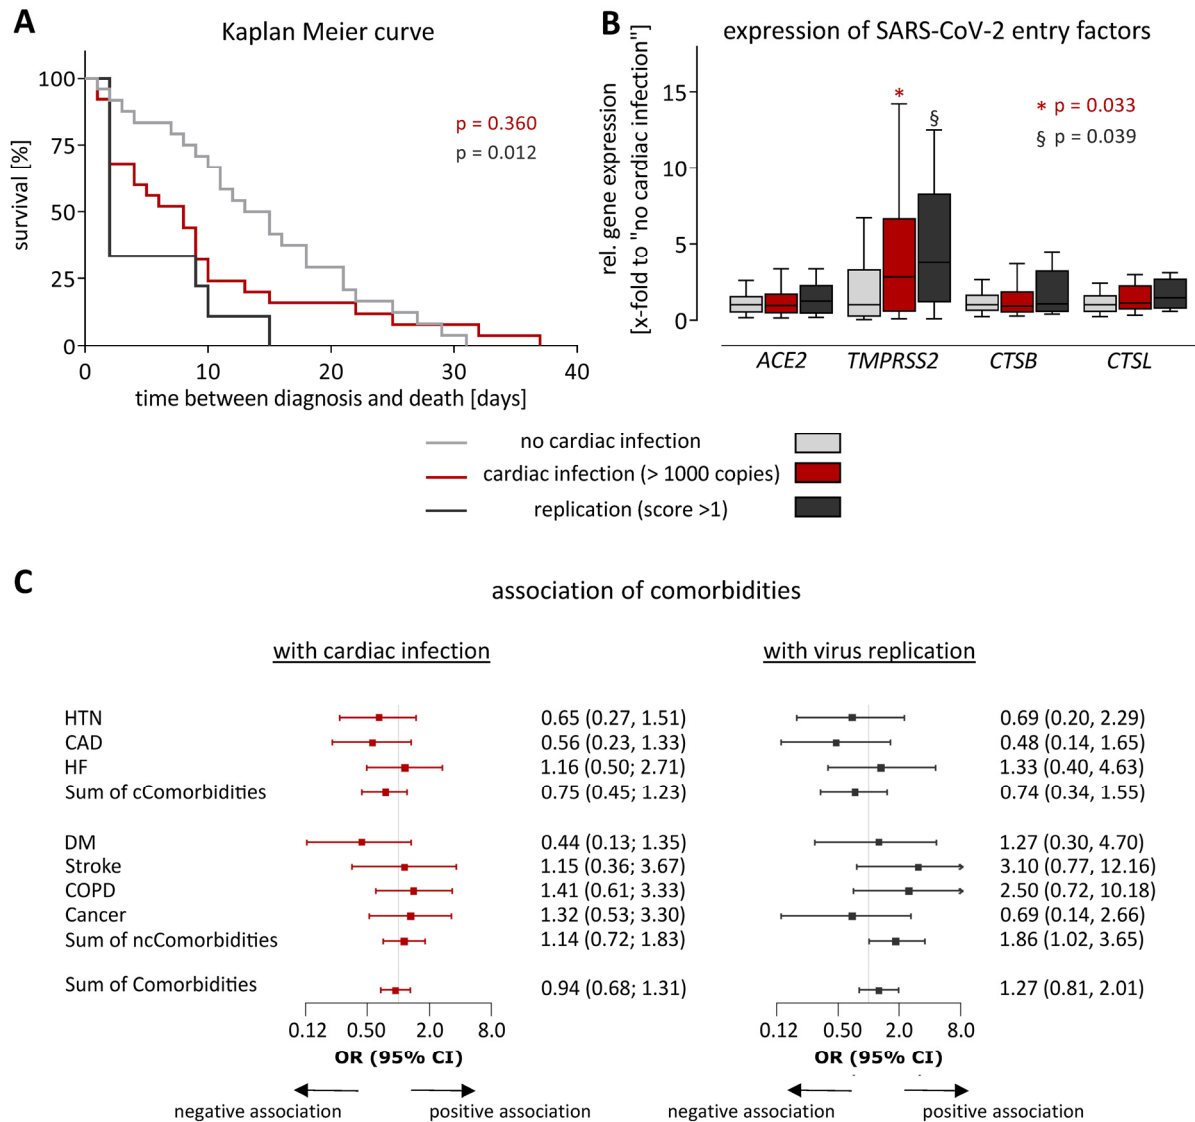 A
Kaplan Meier curve
survival [%]
100
75
50
25
0
p = 0.360
p = 0.012
0 10 20 30 40
time between diagnosis and death [days]
B
expression of SARS-CoV-2 entry factors
rel. gene expression
[x-fold to "no cardiac infection"]
15
10
5
0
*
§
* p = 0.033
§ p = 0.039
ACE2 TMPRSS2 CTSB CTSL
no cardiac infection
cardiac infection (> 1000 copies)
replication (score >1)
C
association of comorbidities
with cardiac infection with virus replication
HTN 0.65 (0.27, 1.51) 0.69 (0.20, 2.29)
CAD 0.56 (0.23, 1.33) 0.48 (0.14, 1.65)
HF 1.16 (0.50; 2.71) 1.33 (0.40, 4.63)
Sum of cComorbidities 0.75 (0.45; 1.23) 0.74 (0.34, 1.55)
DM 0.44 (0.13; 1.35) 1.27 (0.30, 4.70)
Stroke 1.15 (0.36; 3.67) 3.10 (0.77, 12.16)
COPD 1.41 (0.61; 3.33) 2.50 (0.72, 10.18)
Cancer 1.32 (0.53; 3.30) 0.69 (0.14, 2.66)
Sum of ncComorbidities 1.14 (0.72; 1.83) 1.86 (1.02, 3.65)
Sum of Comorbidities 0.94 (0.68; 1.31) 1.27 (0.81, 2.01)
0.12 0.50 2.0 8.0 0.12 0.50 2.0 8.0
OR (95% CI) OR (95% CI)
negative association positive association negative association positive association